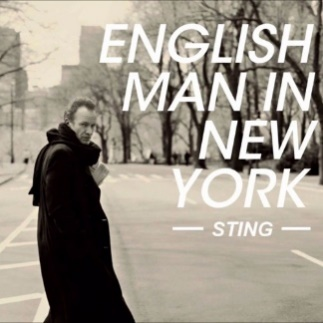 ENGLISH
MAN IN
NEW
YORK
— STING —